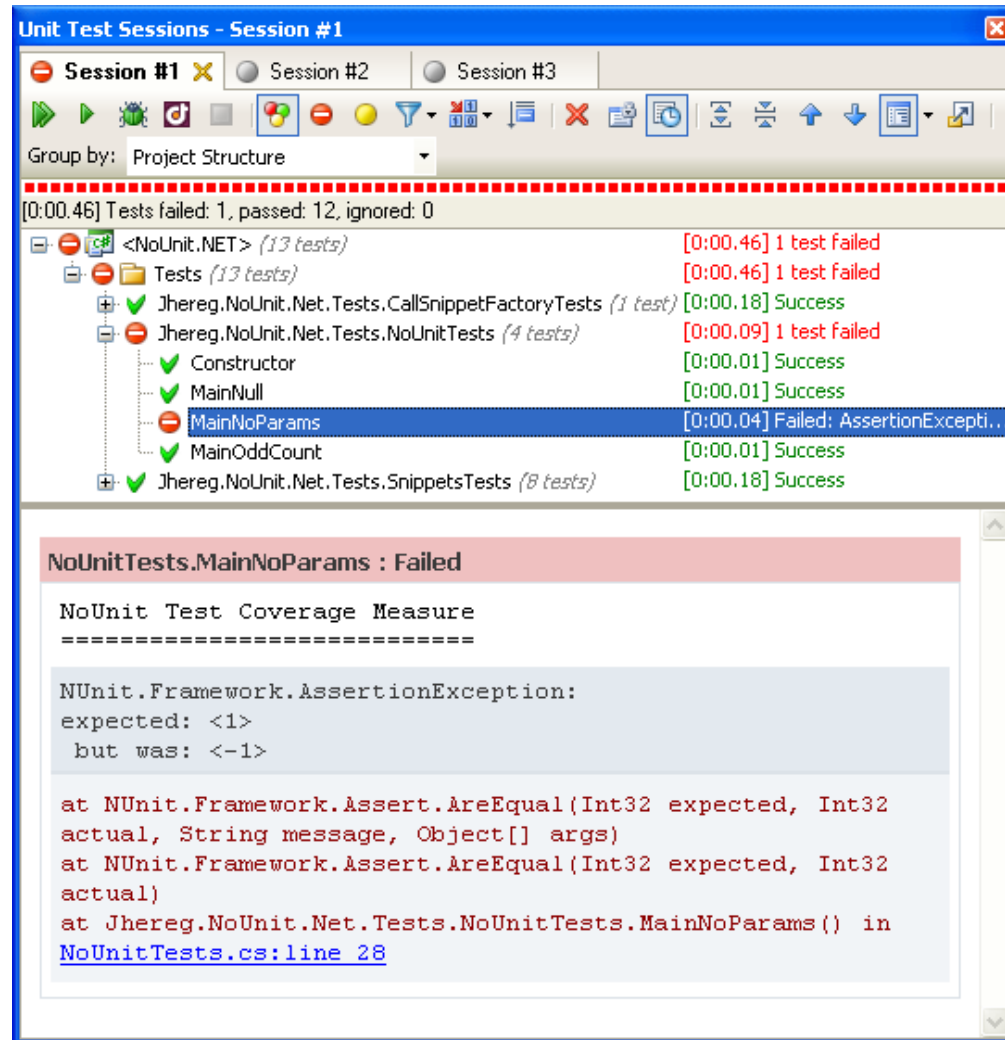 Unit Test Sessions - Session #1
Session #1 Session #2 Session #3
Group by: Project Structure
[0:00.46] Tests failed: 1, passed: 12, ignored: 0
<NoUnit.NET> (13 tests) [0:00.46] 1 test failed
Tests (13 tests) [0:00.46] 1 test failed
Jhereg.NoUnit.Net.Tests.CallSnippetFactoryTests (1 test) [0:00.18] Success
Jhereg.NoUnit.Net.Tests.NoUnitTests (4 tests) [0:00.09] 1 test failed
Constructor [0:00.01] Success
MainNull [0:00.01] Success
MainNoParams [0:00.04] Failed: AssertionExcepti...
MainOddCount [0:00.01] Success
Jhereg.NoUnit.Net.Tests.SnippetsTests (8 tests) [0:00.18] Success
NoUnitTests.MainNoParams : Failed
NoUnit Test Coverage Measure
============================
NUnit.Framework.AssertionException:
expected: <1>
but was: <-1>
at NUnit.Framework.Assert.AreEqual(Int32 expected, Int32
actual, String message, Object[] args)
at NUnit.Framework.Assert.AreEqual(Int32 expected, Int32
actual)
at Jhereg.NoUnit.Net.Tests.NoUnitTests.MainNoParams() in
NoUnitTests.cs:line 28